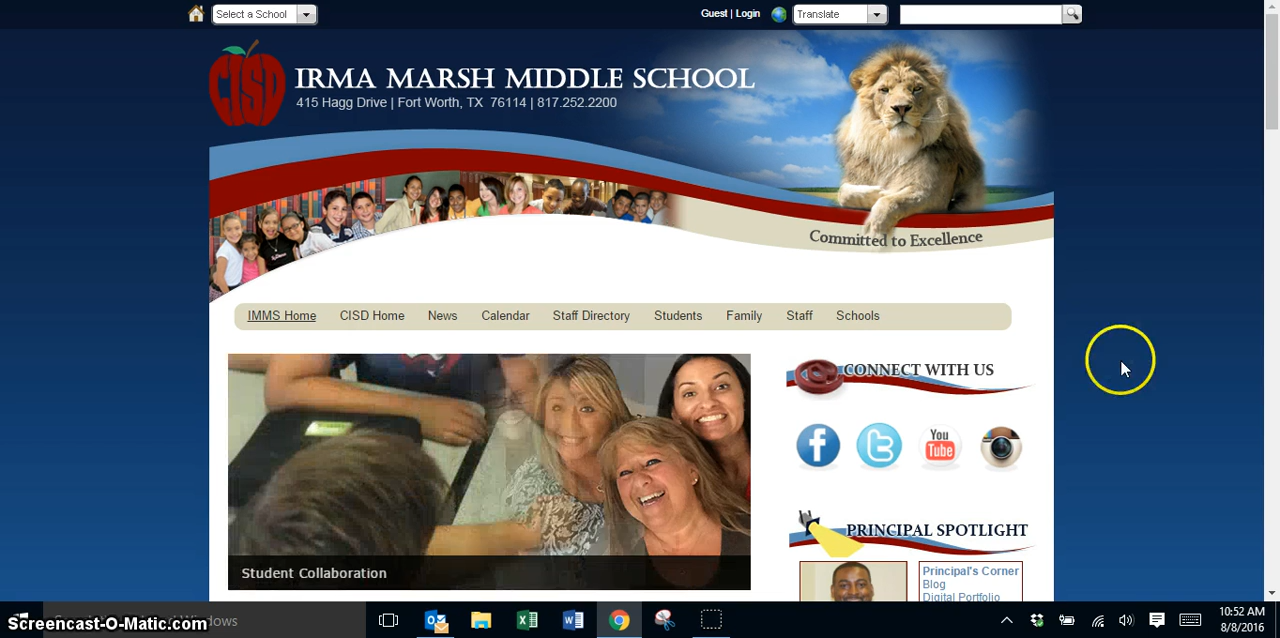 Select a School
Guest | Login
Translate
CISD
IRMA MARSH MIDDLE SCHOOL
415 Hagg Drive | Fort Worth, TX 76114 | 817.252.2200
Committed to Excellence
IMMS Home CISD Home News Calendar Staff Directory Students Family Staff Schools
CONNECT WITH US
You
Tube
PRINCIPAL SPOTLIGHT
Student Collaboration
Principal's Corner
Blog
Digital Portfolio
Screencast-O-Matic.com
10:52 AM
8/8/2016